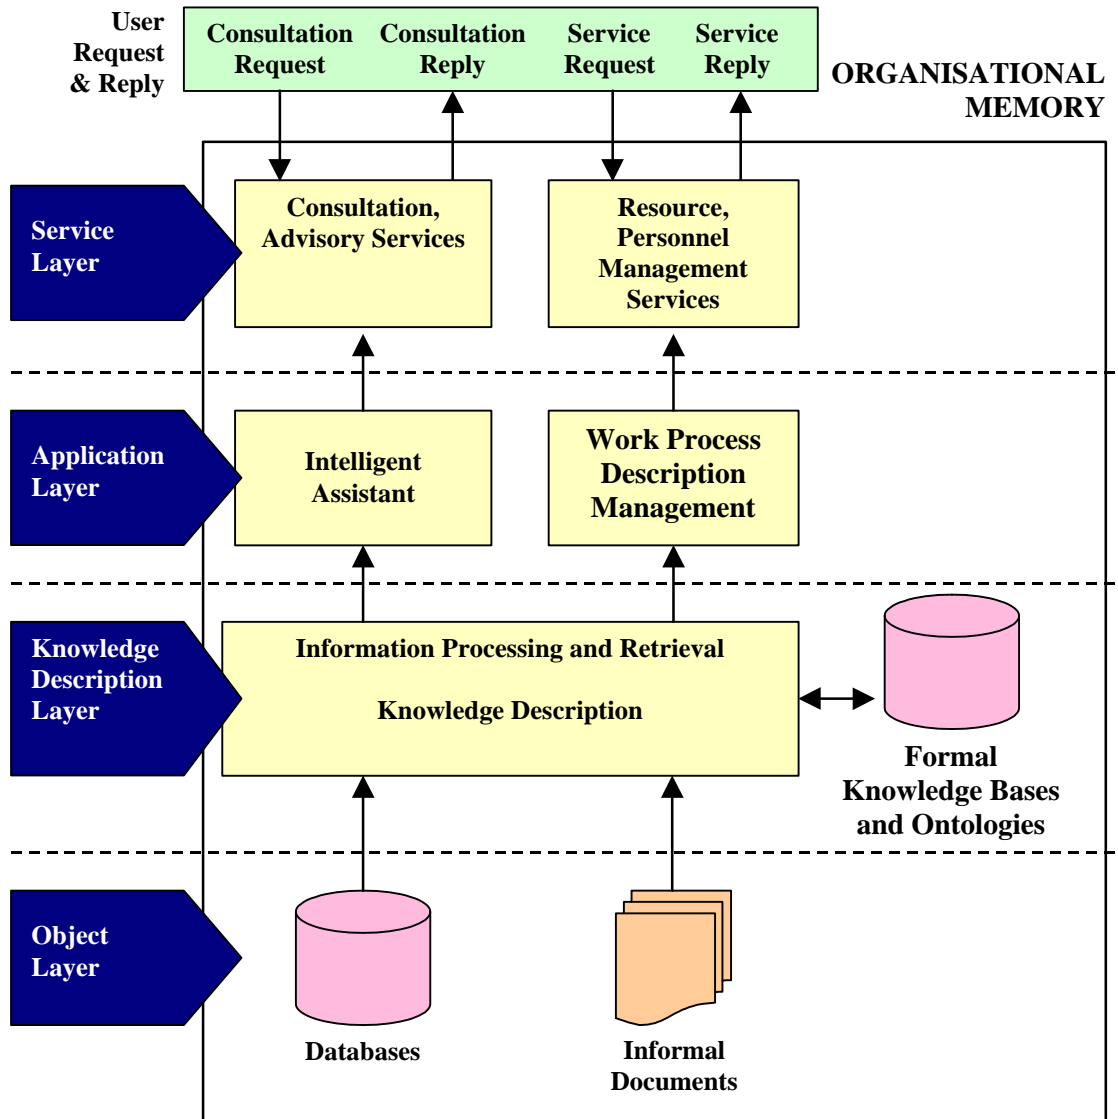 User
Request
& Reply
Consultation
Request
Consultation
Reply
Service
Request
Service
Reply
ORGANISATIONAL
MEMORY
Service
Layer
Consultation,
Advisory Services
Resource,
Personnel
Management
Services
Application
Layer
Intelligent
Assistant
Work Process
Description
Management
Knowledge
Description
Layer
Information Processing and Retrieval
Knowledge Description
Formal
Knowledge Bases
and Ontologies
Object
Layer
Databases
Informal
Documents